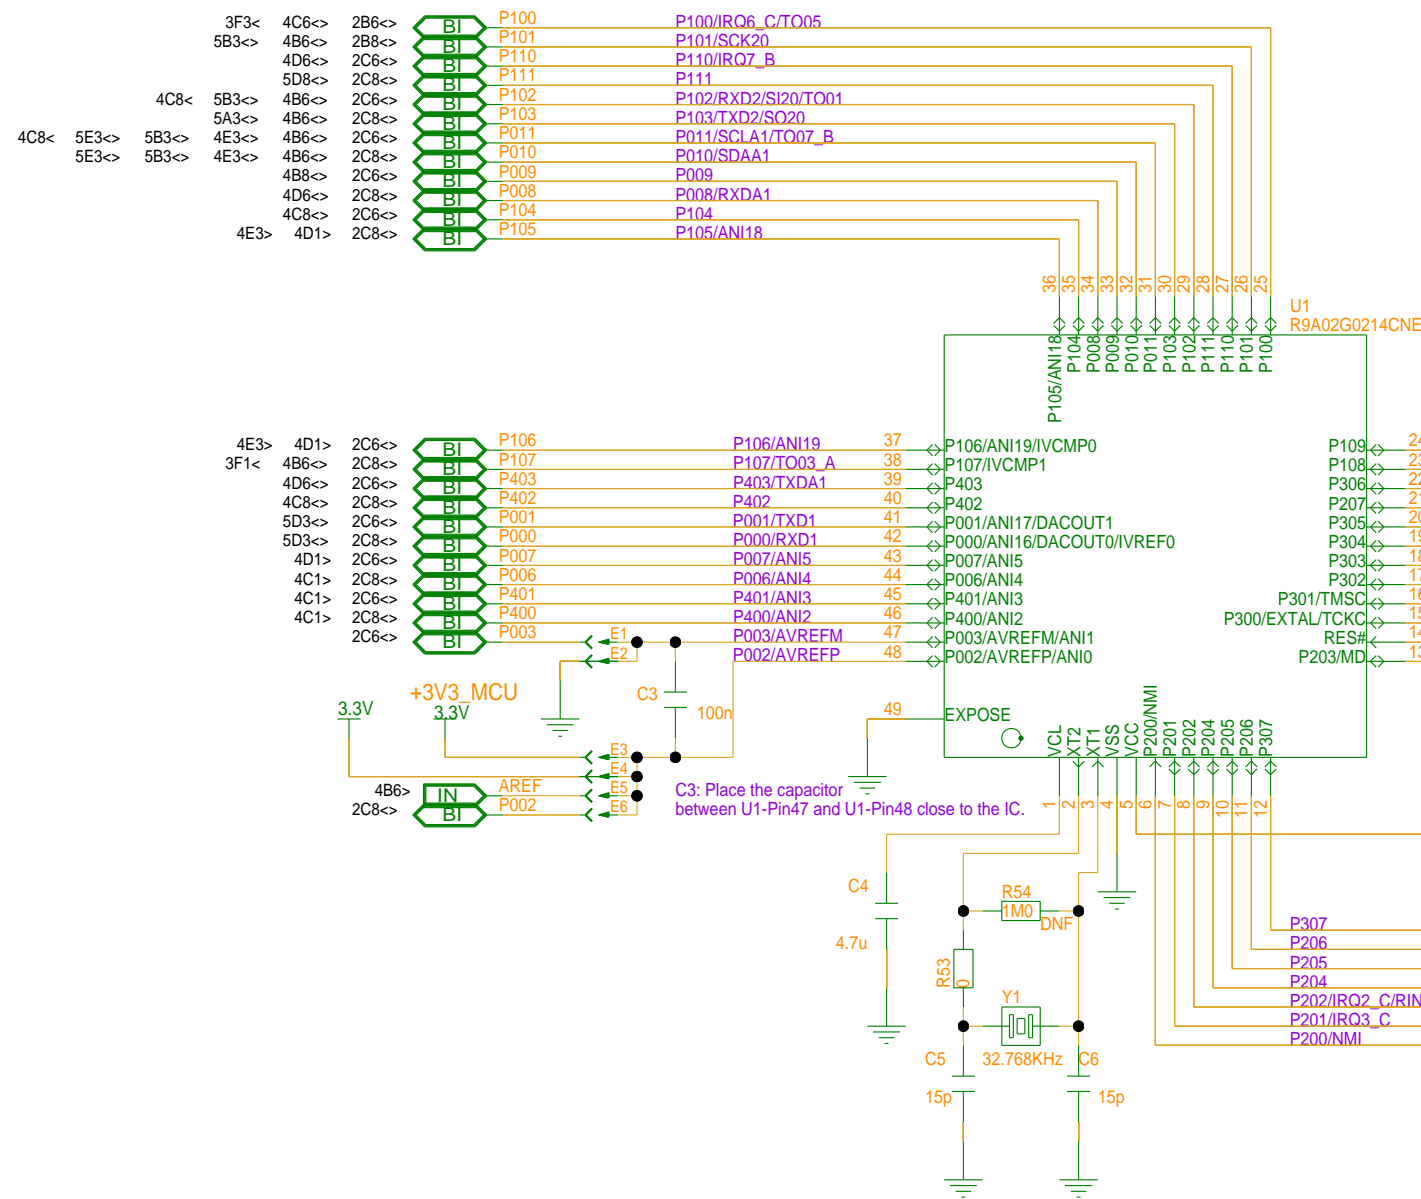 3F3< 4C6<> 2B6<> BI P100 P100/IRQ6_C/TO05
5B3<> 4B6<> 2B8<> BI P101 P101/SCK20
4D6<> 2C6<> BI P110 P110/IRQ7_B
5D8<> 2C8<> BI P111 P111
4C8< 5B3<> 4B6<> 2C6<> BI P102 P102/RXD2/SI20/TO01
5A3<> 4B6<> 2C8<> BI P103 P103/TXD2/SO20
4C8< 5E3<> 5B3<> 4E3<> 4B6<> 2C6<> BI P011 P011/SCLA1/TO07_B
5E3<> 5B3<> 4E3<> 4B6<> 2C8<> BI P010 P010/SDAA1
4B8<> 2C6<> BI P009 P009
4D6<> 2C8<> BI P008 P008/RXDA1
4C8<> 2C6<> BI P104 P104
4E3> 4D1> 2C8<> BI P105 P105/ANI18
36 35 34 33 32 31 30 29 28 27 26 25
U1
R9A02G0214CNE
P105/ANI18 P104 P008 P009 P010 P011 P103 P102 P111 P110 P101 P100
4E3> 4D1> 2C6<> BI P106 P106/ANI19 37 P106/ANI19/IVCMP0 P109
3F1< 4B6<> 2C8<> BI P107 P107/TO03_A 38 P107/IVCMP1 P108
4D6<> 2C6<> BI P403 P403/TXDA1 39 P403 P306
4C8<> 2C8<> BI P402 P402 40 P402 P207
5D3<> 2C6<> BI P001 P001/TXD1 41 P001/ANI17/DACOUT1 P305
5D3<> 2C8<> BI P000 P000/RXD1 42 P000/ANI16/DACOUT0/IVREF0 P304
4D1> 2C6<> BI P007 P007/ANI5 43 P007/ANI5 P303
4C1> 2C8<> BI P006 P006/ANI4 44 P006/ANI4 P302
4C1> 2C6<> BI P401 P401/ANI3 45 P401/ANI3 P301/TMSC
4C1> 2C8<> BI P400 P400/ANI2 46 P400/ANI2 P300/EXTAL/TCKC
2C6<> BI P003 E1 P003/AVREFM 47 P003/AVREFM/ANI1 RES#
E2 P002/AVREFP 48 P002/AVREFP/ANI0 P203/MD
+3V3_MCU
3.3V 3.3V
C3
100n
49 EXPOSE
VCL XT2 XT1 VSS VCC P200/NMI P201 P202 P204 P205 P206 P307
E3
E4
4B6> IN AREF E5
2C8<> BI P002 E6
C3: Place the capacitor
between U1-Pin47 and U1-Pin48 close to the IC.
1 2 3 4 5 6 7 8 9 10 11 12
C4
4.7u
R54
1M0
DNF
R53
0
Y1
32.768KHz
C5
15p
C6
15p
P307
P206
P205
P204
P202/IRQ2_C/RIN
P201/IRQ3_C
P200/NMI